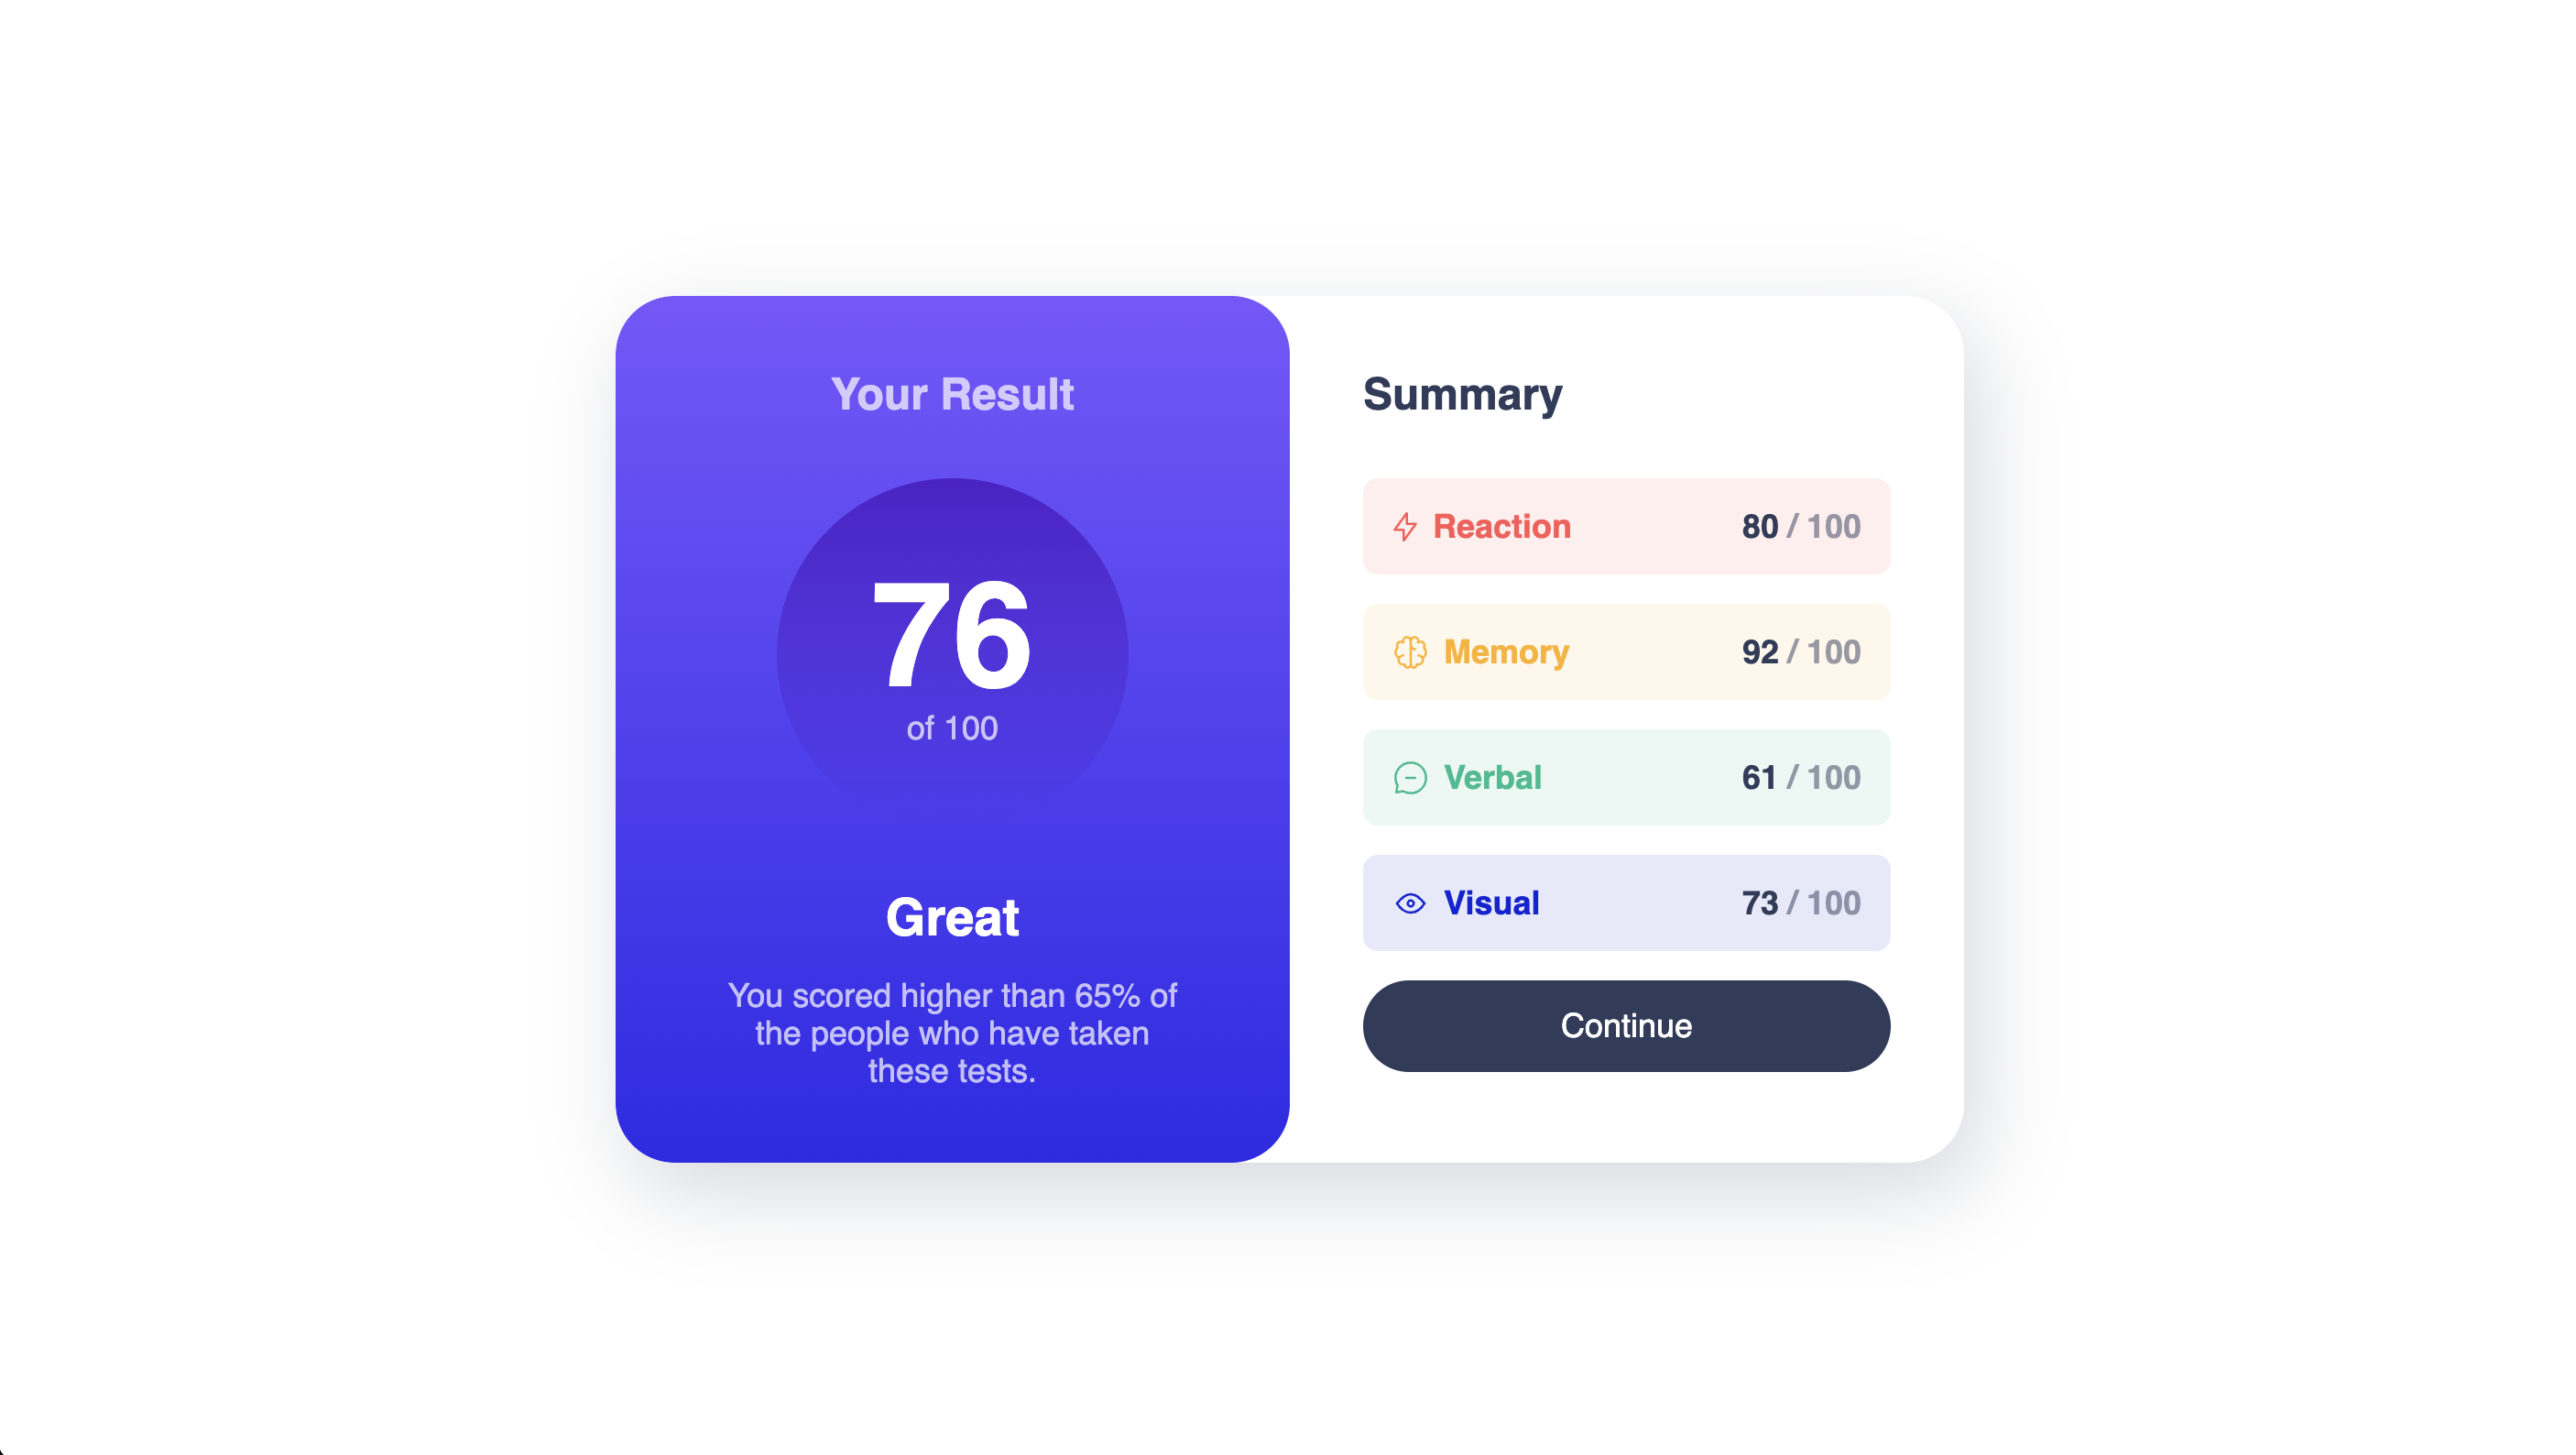 Your Result
76
of 100
Great
You scored higher than 65% of
the people who have taken
these tests.
Summary
Reaction 80 / 100
Memory 92 / 100
Verbal 61 / 100
Visual 73 / 100
Continue